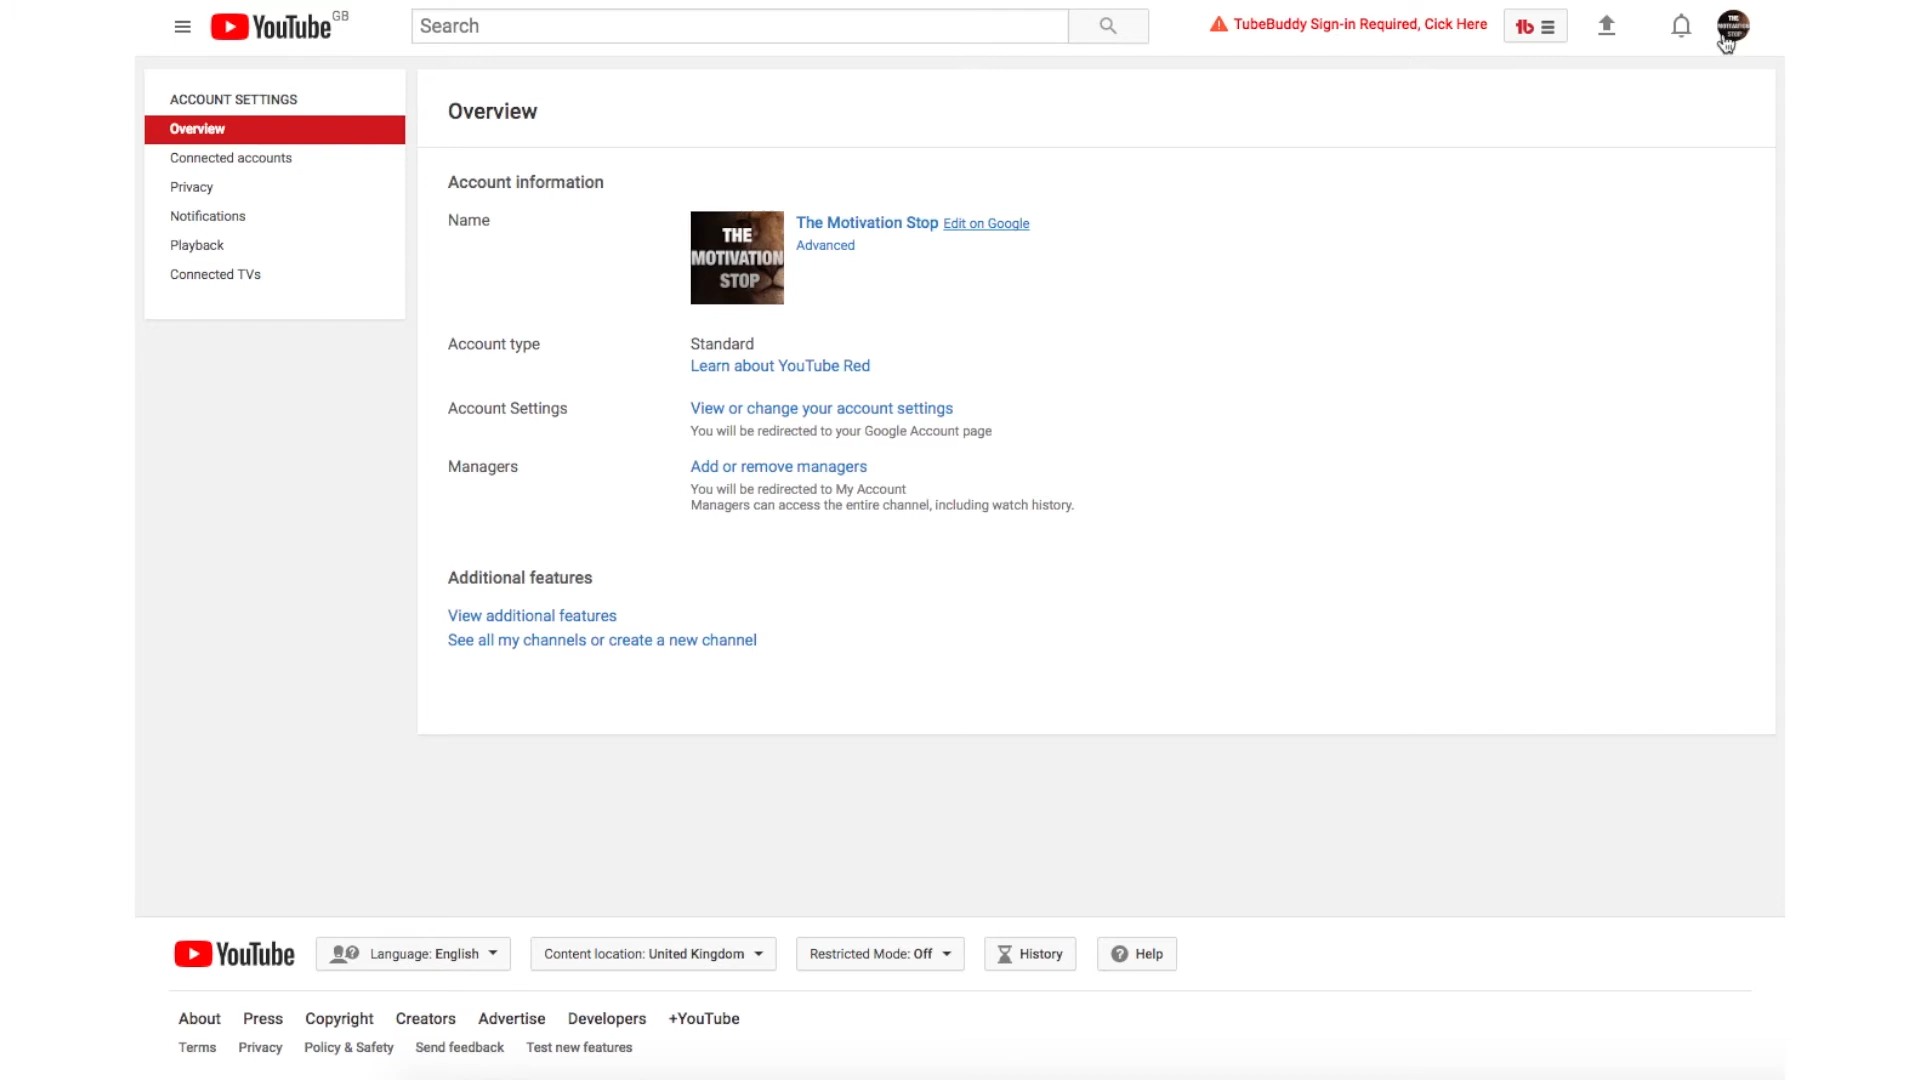 YouTube GB
Search
TubeBuddy Sign-in Required, Cick Here
tb
THE MOTIVATION STOP
ACCOUNT SETTINGS
Overview
Connected accounts
Privacy
Notifications
Playback
Connected TVs
Overview
Account information
Name
THE
MOTIVATION
STOP
The Motivation Stop Edit on Google
Advanced
Account type
Standard
Learn about YouTube Red
Account Settings
View or change your account settings
You will be redirected to your Google Account page
Managers
Add or remove managers
You will be redirected to My Account
Managers can access the entire channel, including watch history.
Additional features
View additional features
See all my channels or create a new channel
YouTube
Language: English
Content location: United Kingdom
Restricted Mode: Off
History
Help
About Press Copyright Creators Advertise Developers +YouTube
Terms Privacy Policy & Safety Send feedback Test new features